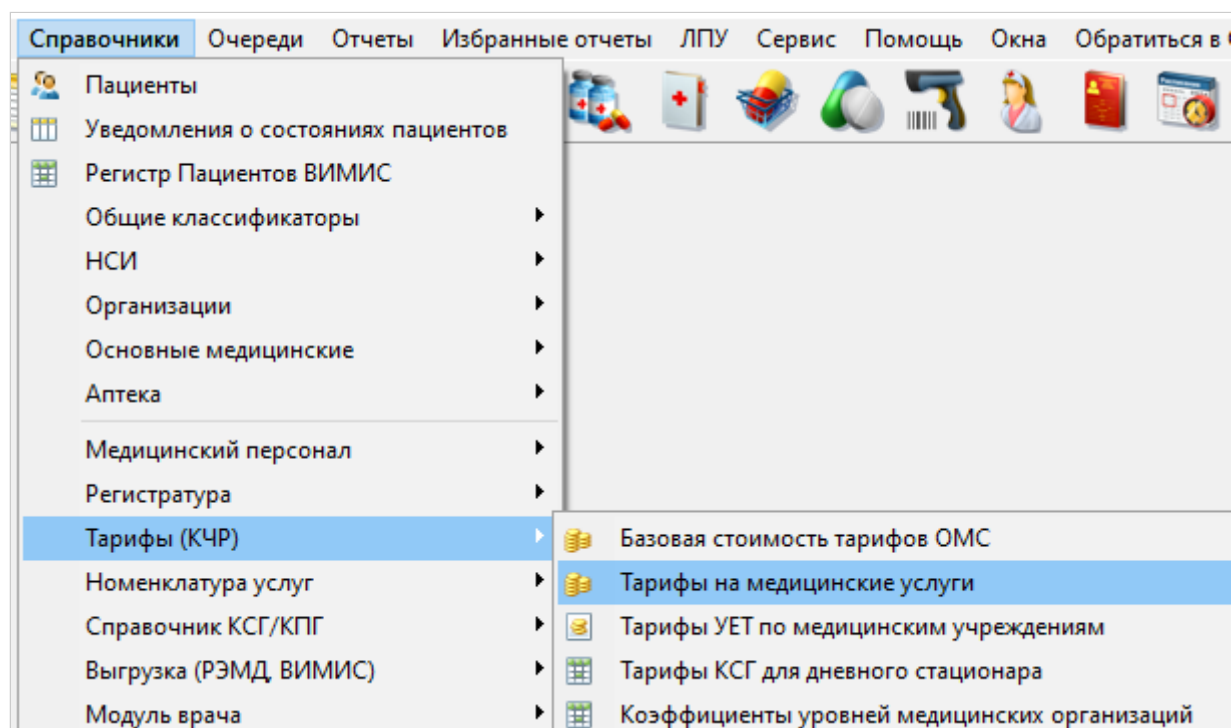 Справочники Очереди Отчеты Избранные отчеты ЛПУ Сервис Помощь Окна Обратиться в
Пациенты
Уведомления о состояниях пациентов
Регистр Пациентов ВИМИС
Общие классификаторы
НСИ
Организации
Основные медицинские
Аптека
Медицинский персонал
Регистратура
Тарифы (КЧР)
Номенклатура услуг
Справочник КСГ/КПГ
Выгрузка (РЭМД, ВИМИС)
Модуль врача
Базовая стоимость тарифов ОМС
Тарифы на медицинские услуги
Тарифы УЕТ по медицинским учреждениям
Тарифы КСГ для дневного стационара
Коэффициенты уровней медицинских организаций